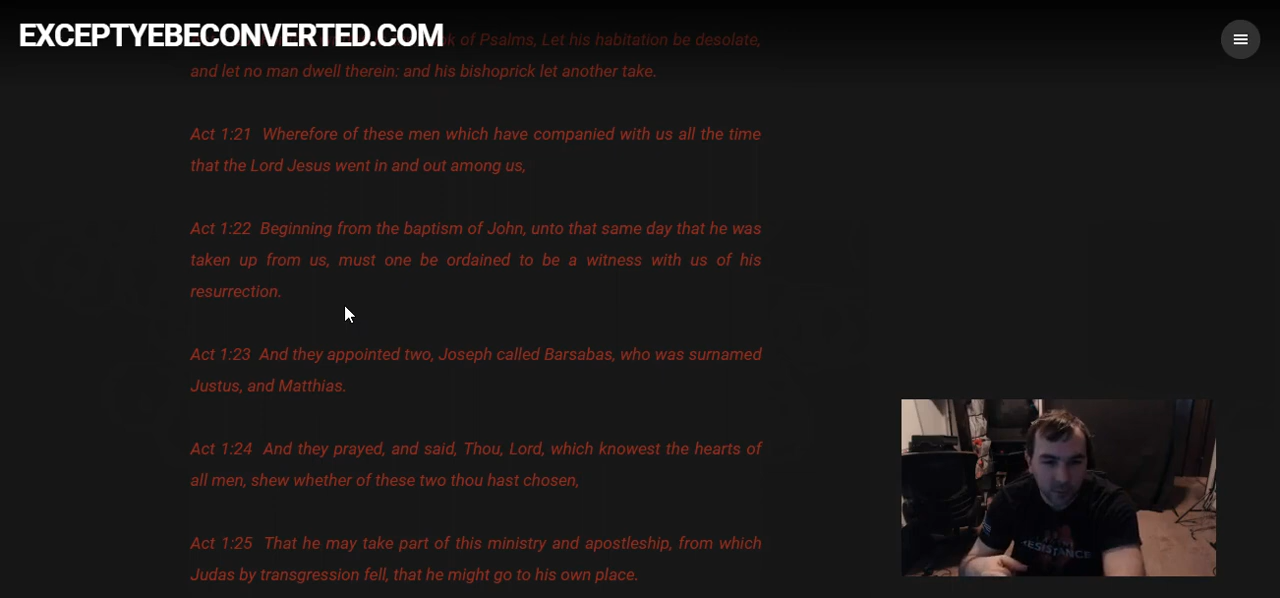 EXCEPTYEBECONVERTED.COM
of Psalms, Let his habitation be desolate,
and let no man dwell therein: and his bishoprick let another take.
Act 1:21 Wherefore of these men which have companied with us all the time
that the Lord Jesus went in and out among us,
Act 1:22 Beginning from the baptism of John, unto that same day that he was
taken up from us, must one be ordained to be a witness with us of his
resurrection.
Act 1:23 And they appointed two, Joseph called Barsabas, who was surnamed
Justus, and Matthias.
Act 1:24 And they prayed, and said, Thou, Lord, which knowest the hearts of
all men, shew whether of these two thou hast chosen,
Act 1:25 That he may take part of this ministry and apostleship, from which
Judas by transgression fell, that he might go to his own place.
RESISTANCE